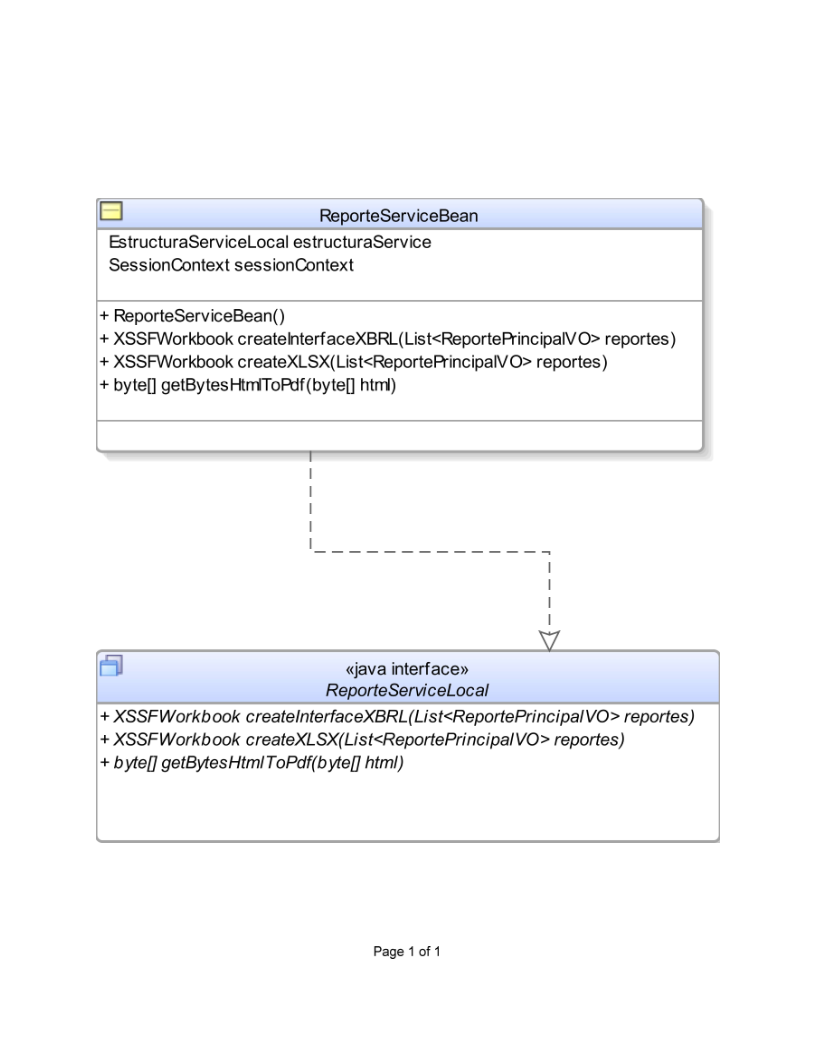 ReporteServiceBean
EstructuraServiceLocal estructuraService
SessionContext sessionContext
+ ReporteServiceBean()
+ XSSFWorkbook createInterfaceXBRL(List<ReportePrincipalVO> reportes)
+ XSSFWorkbook createXLSX(List<ReportePrincipalVO> reportes)
+ byte[] getBytesHtmlToPdf(byte[] html)
«java interface»
ReporteServiceLocal
+ XSSFWorkbook createInterfaceXBRL(List<ReportePrincipalVO> reportes)
+ XSSFWorkbook createXLSX(List<ReportePrincipalVO> reportes)
+ byte[] getBytesHtmlToPdf(byte[] html)
Page 1 of 1